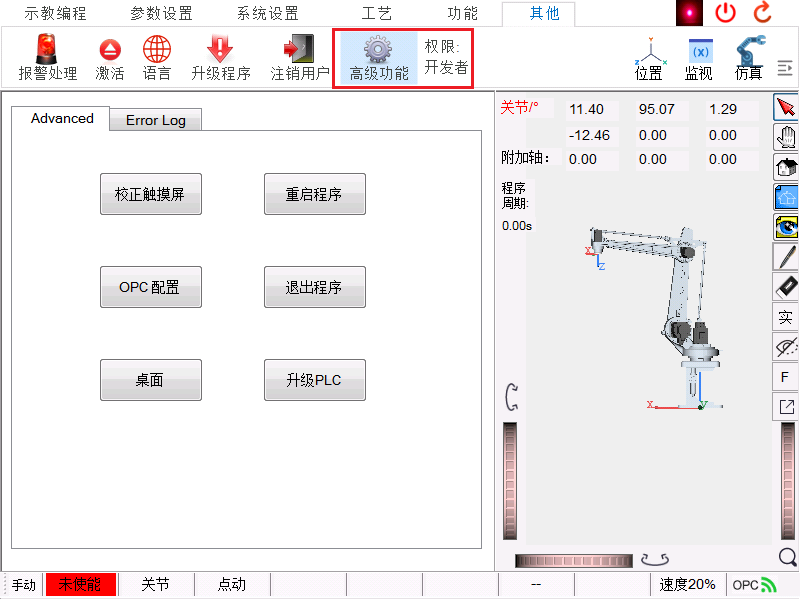 示教编程 参数设置 系统设置 工艺 功能 其他
报警处理 激活 语言 升级程序 注销用户 高级功能 权限: 开发者 位置 监视 仿真
Advanced Error Log
校正触摸屏 重启程序
OPC 配置 退出程序
桌面 升级PLC
关节/° 11.40 95.07 1.29
-12.46 0.00 0.00
附加轴: 0.00 0.00 0.00
程序
周期:
0.00s
X
Z
X
Y
实
F
手动 未使能 关节 点动 -- 速度20% OPC